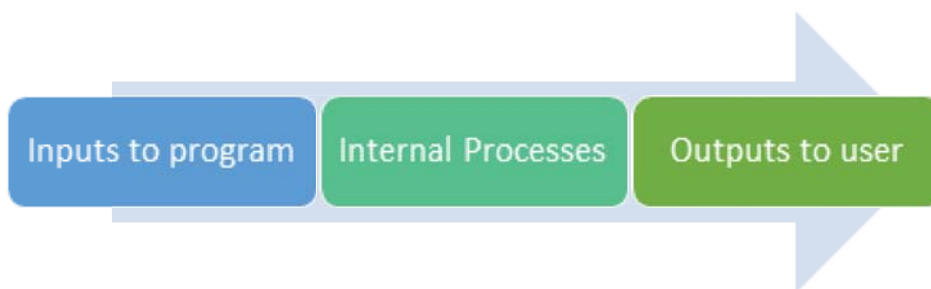 Inputs to program
Internal Processes
Outputs to user